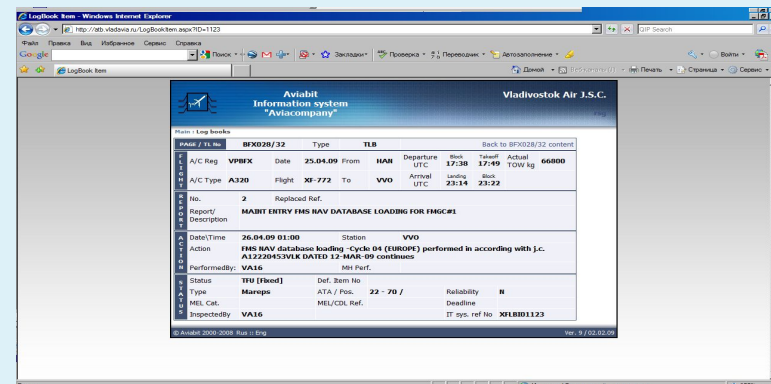 LogBook Item - Windows Internet Explorer
http://atb.vladavia.ru/LogBookItem.aspx?ID=1123
QIP Search
Файл Правка Вид Избранное Сервис Справка
Google Поиск Закладки Проверка Переводчик Автозаполнение Войти
LogBook Item
Домой Печать Страница Сервис
Aviabit
Information system
"Aviacompany"
Vladivostok Air J.S.C.
Main : Log books
PAGE / TL No BFX028/32 Type TLB Back to BFX028/32 content
FLIGHT
A/C Reg VPBFX Date 25.04.09 From HAN Departure UTC Block 17:38 Takeoff 17:49 Actual TOW kg 66800
A/C Type A320 Flight XF-772 To VVO Arrival UTC Landing 23:14 Block 23:22
REPORT
No. 2 Replaced Ref.
Report/ Description MAINT ENTRY FMS NAV DATABASE LOADING FOR FMGC#1
ACTION
Date\Time 26.04.09 01:00 Station VVO
Action FMS NAV database loading -Cycle 04 (EUROPE) performed in according with j.c.
A12220453VLK DATED 12-MAR-09 continues
PerformedBy: VA16 MH Perf.
STATUS
Status TFU [Fixed] Def. Item No
Type Mareps ATA / Pos. 22 - 70 / Reliability N
MEL Cat. MEL/CDL Ref. Deadline
InspectedBy VA16 IT sys. ref No XFLBID1123
© Aviabit 2000-2008 Rus :: Eng Ver. 9 / 02.02.09